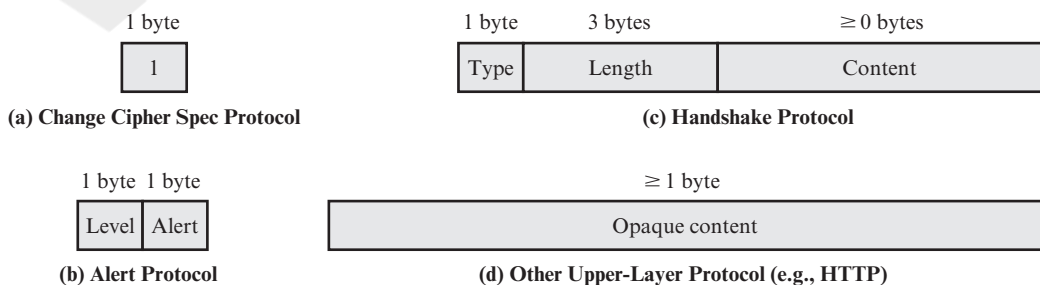 1 byte
1
(a) Change Cipher Spec Protocol
1 byte 3 bytes ≥ 0 bytes
Type Length Content
(c) Handshake Protocol
1 byte 1 byte
Level Alert
(b) Alert Protocol
≥ 1 byte
Opaque content
(d) Other Upper-Layer Protocol (e.g., HTTP)